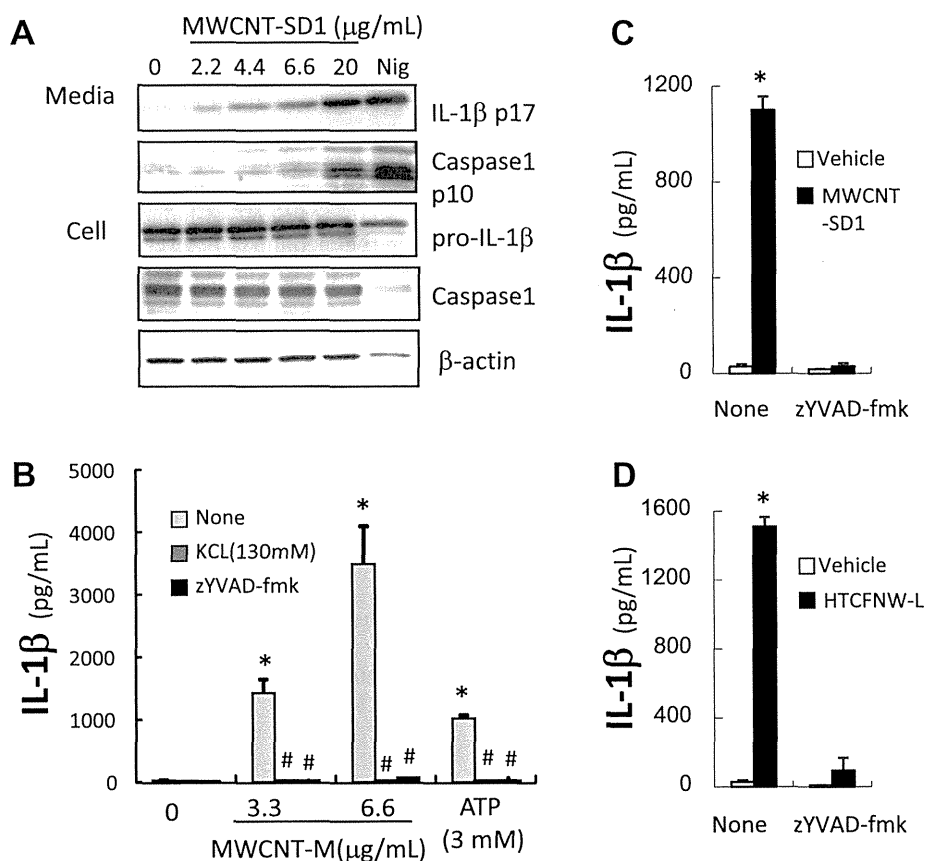 A
MWCNT-SD1 (μg/mL)
0 2.2 4.4 6.6 20 Nig
Media
IL-1β p17
Caspase1
p10
Cell
pro-IL-1β
Caspase1
β-actin
B
IL-1β (pg/mL)
5000
4000
3000
2000
1000
0
None
KCL(130mM)
zYVAD-fmk
*
# #
*
# #
*
# #
0 3.3 6.6 ATP
(3 mM)
MWCNT-M(μg/mL)
C
IL-1β (pg/mL)
1200
800
400
0
*
Vehicle
MWCNT
-SD1
None zYVAD-fmk
D
IL-1β (pg/mL)
1600
1200
800
400
0
*
Vehicle
HTCFNW-L
None zYVAD-fmk